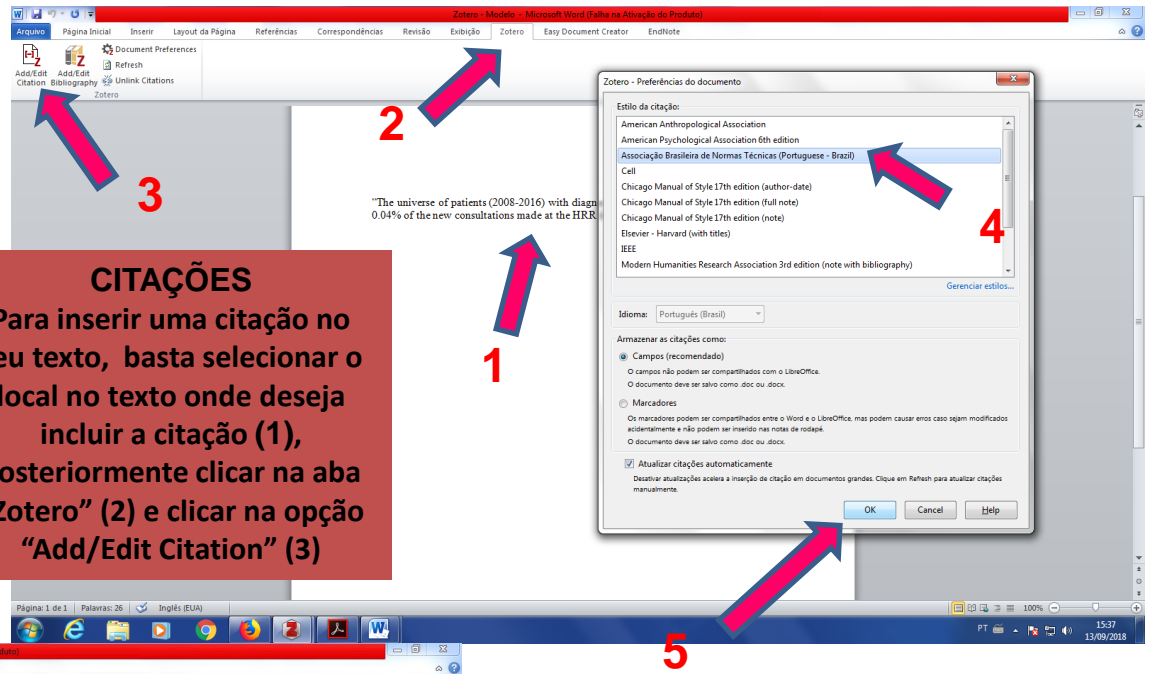 Zotero - Modelo - Microsoft Word (Falha na Ativação do Produto)
Arquivo Página Inicial Inserir Layout da Página Referências Correspondências Revisão Exibição Zotero Easy Document Creator EndNote
Add/Edit Citation
Add/Edit Bibliography
Document Preferences
Refresh
Unlink Citations
Zotero
2
3
"The universe of patients (2008-2016) with diagn
0.04% of the new consultations made at the HRR
1
Zotero - Preferências do documento
Estilo da citação:
American Anthropological Association
American Psychological Association 6th edition
Associação Brasileira de Normas Técnicas (Portuguese - Brazil)
Cell
Chicago Manual of Style 17th edition (author-date)
Chicago Manual of Style 17th edition (full note)
Chicago Manual of Style 17th edition (note)
Elsevier - Harvard (with titles)
IEEE
Modern Humanities Research Association 3rd edition (note with bibliography)
4
Gerenciar estilos...
Idioma: Português (Brasil)
Armazenar as citações como:
Campos (recomendado)
O campos não podem ser compartilhados com o LibreOffice.
O documento deve ser salvo como .doc ou .docx.
Marcadores
Os marcadores podem ser compartilhados entre o Word e o LibreOffice, mas podem causar erros caso sejam modificados
acidentalmente e não podem ser inserido nas notas de rodapé.
O documento deve ser salvo como .doc ou .docx.
Atualizar citações automaticamente
Desativar atualizações acelera a inserção de citação em documentos grandes. Clique em Refresh para atualizar citações
manualmente.
OK Cancel Help
CITAÇÕES
Para inserir uma citação no
eu texto, basta selecionar o
local no texto onde deseja
incluir a citação (1),
osteriormente clicar na aba
Zotero” (2) e clicar na opção
“Add/Edit Citation” (3)
Página: 1 de 1 Palavras: 26 Inglês (EUA) 100%
PT 15:37
13/09/2018
5
duto)